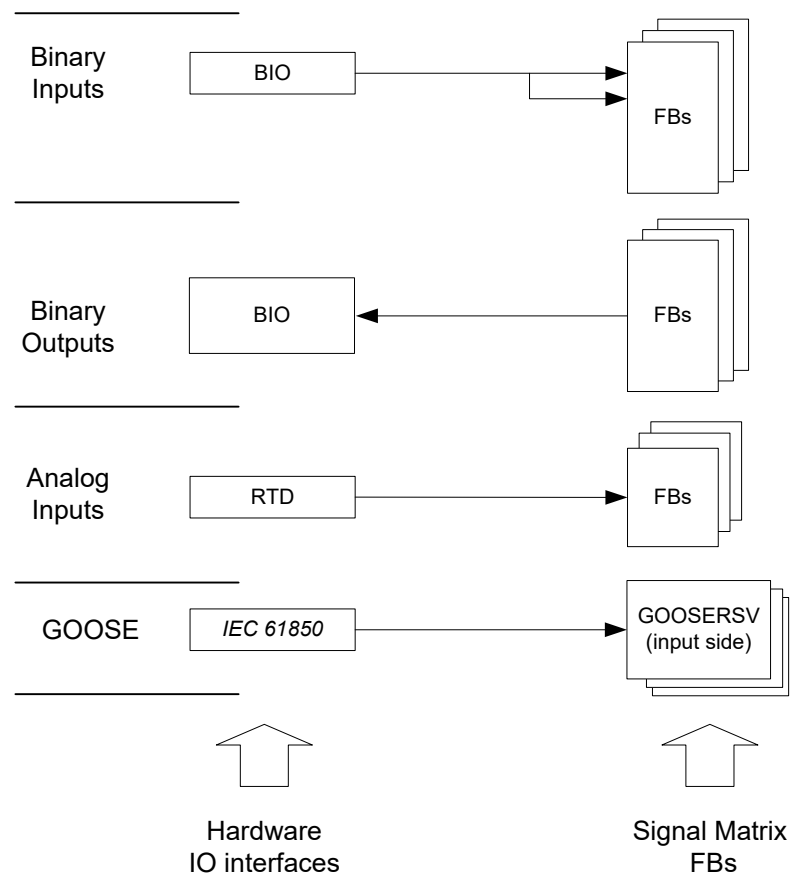 Binary
Inputs
BIO
FBs
Binary
Outputs
BIO
FBs
Analog
Inputs
RTD
FBs
GOOSE
IEC 61850
GOOSERSV
(input side)
Hardware
IO interfaces
Signal Matrix
FBs